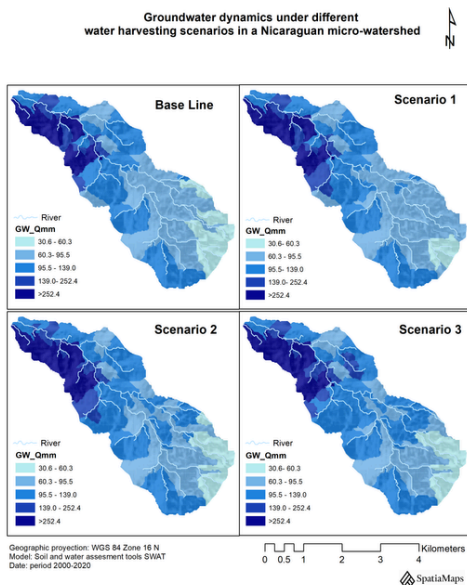 Groundwater dynamics under different
water harvesting scenarios in a Nicaraguan micro-watershed
N
Base Line
River
GW_Qmm
30.6 - 60.3
60.3 - 95.5
95.5 - 139.0
139.0- 252.4
>252.4
Scenario 1
River
GW_Qmm
30.6- 60.3
60.3 - 95.5
95.5 - 139.0
139.0 - 252.4
>252.4
Scenario 2
River
GW_Qmm
30.6 - 60.3
60.3 - 95.5
95.5 - 139.0
139.0 - 252.4
>252.4
Scenario 3
River
GW_Qmm
30.6- 60.3
60.3 - 95.5
95.5 - 139.0
139.0 - 252.4
>252.4
Geographic proyection: WGS 84 Zone 16 N
Model: Soil and water assesment tools SWAT
Date: period 2000-2020
Kilometers
0 0.5 1 2 3 4
SpatiaMaps